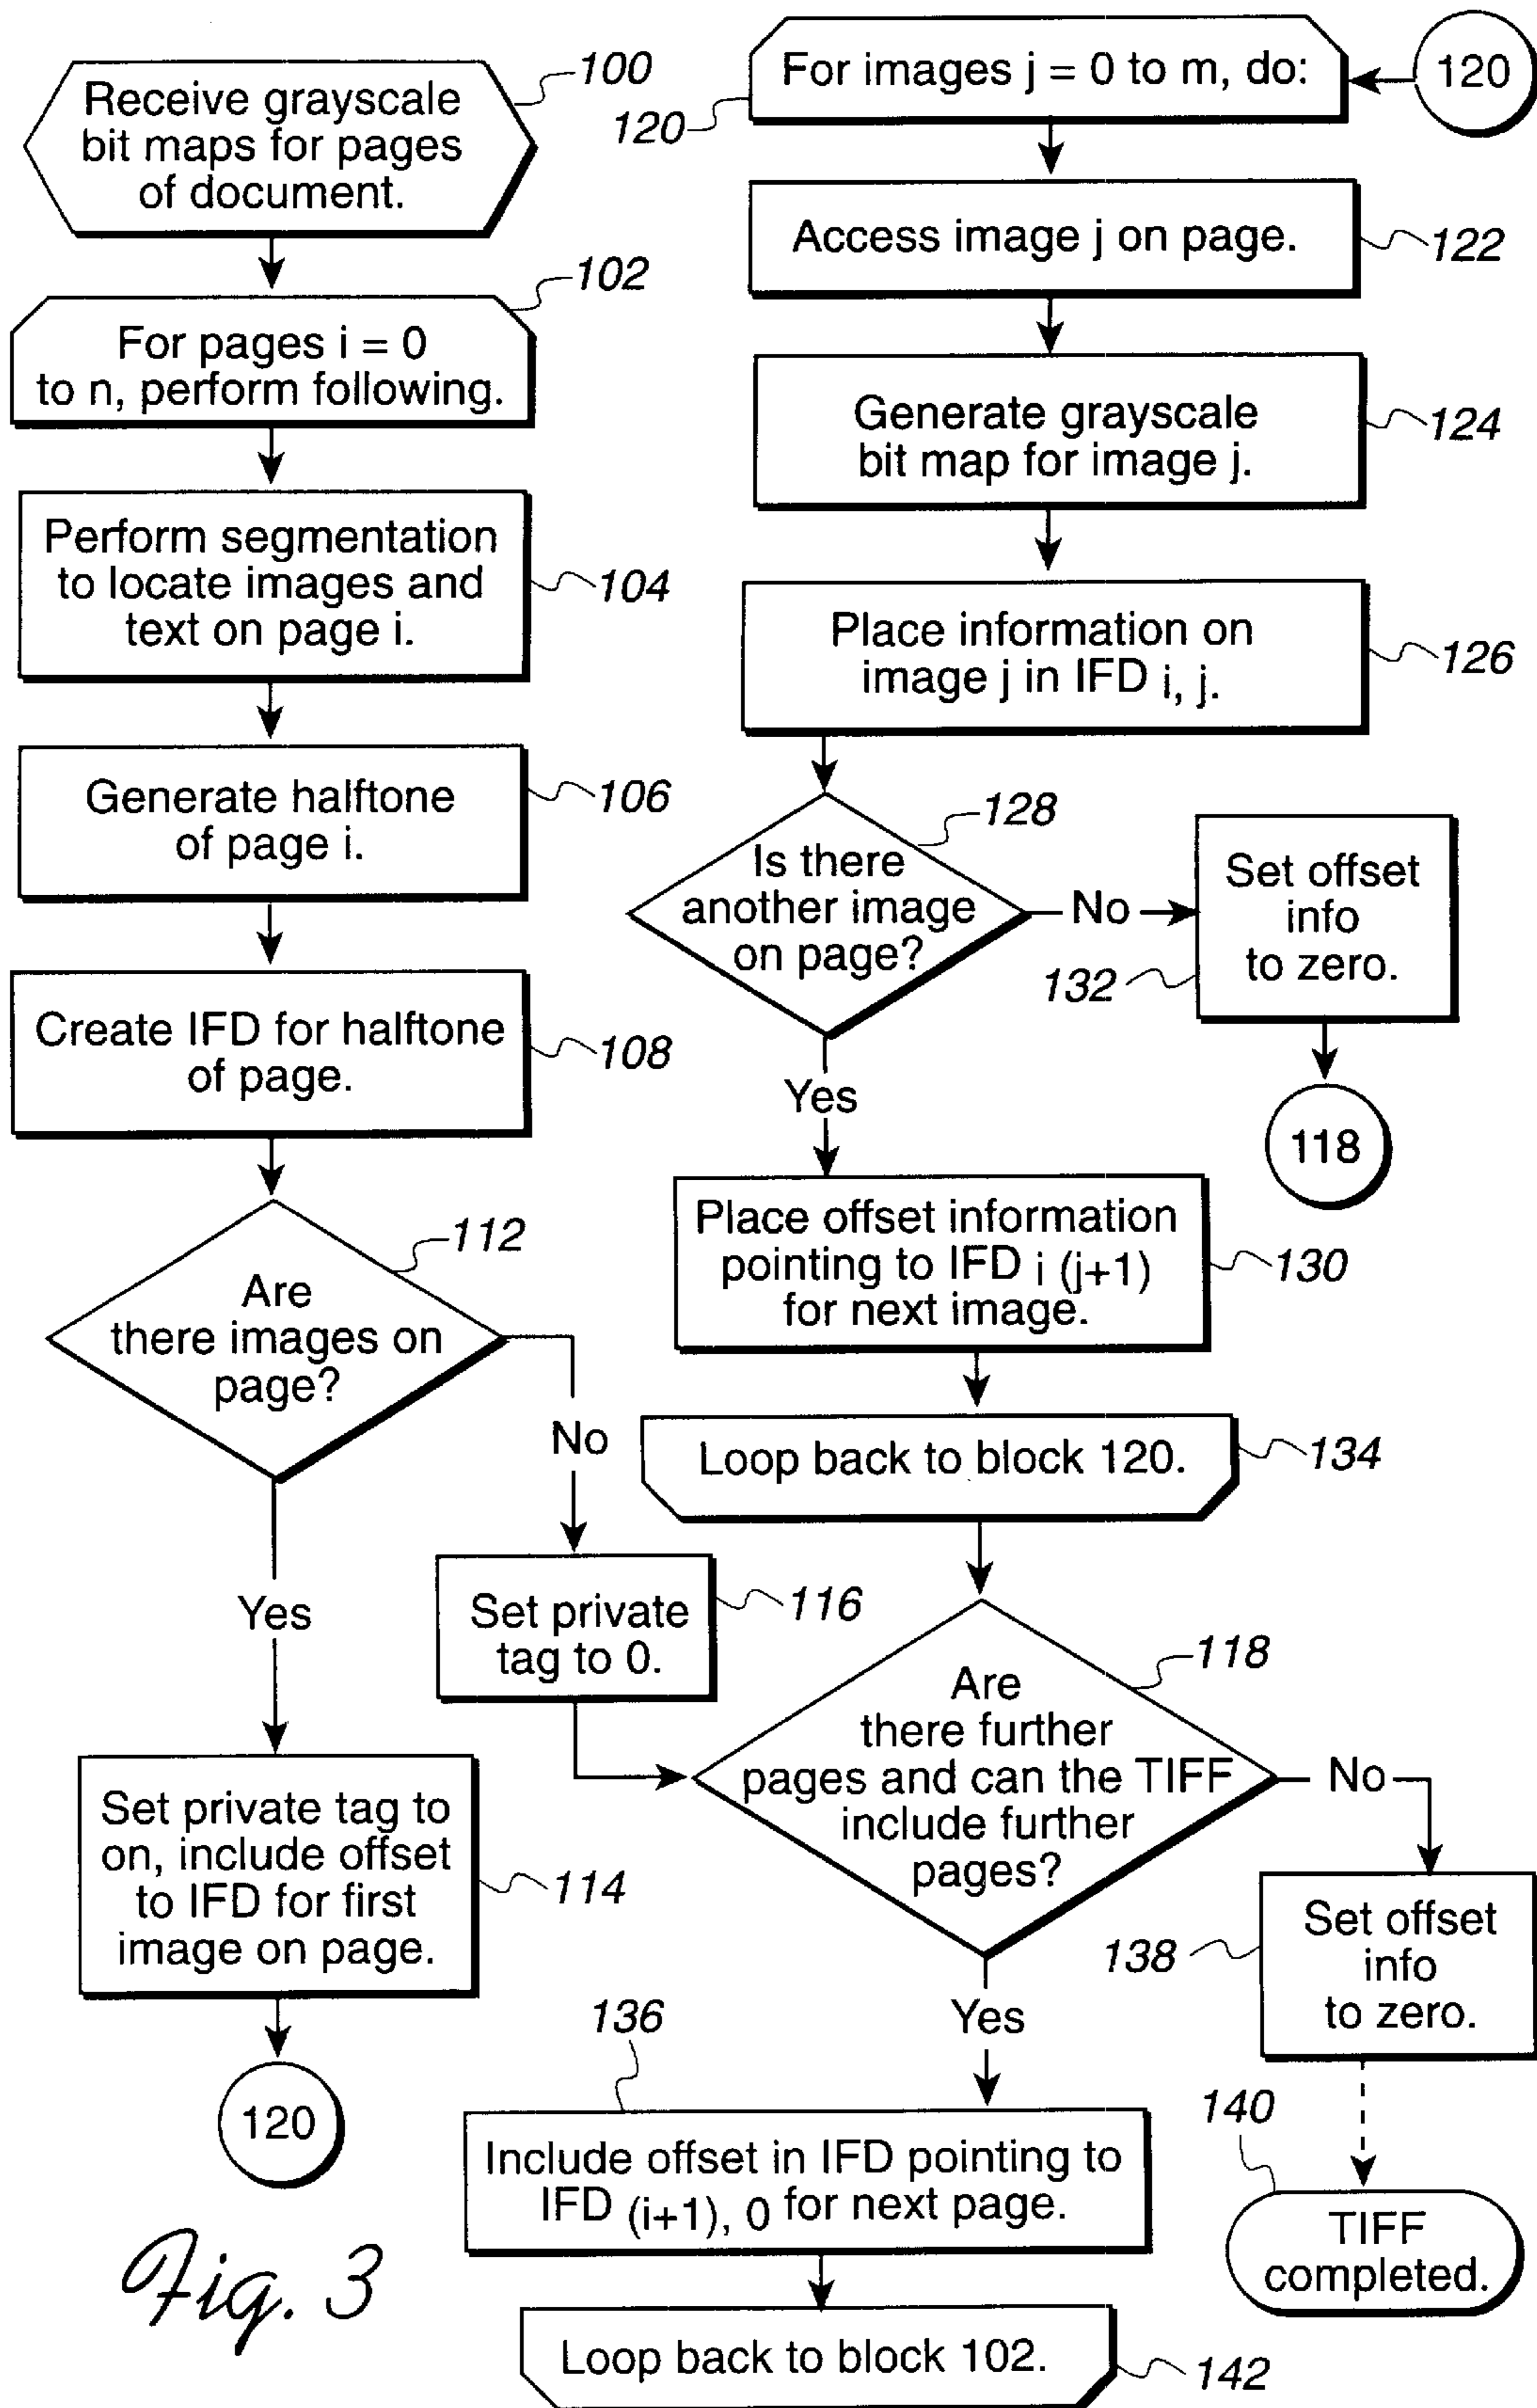 Receive grayscale
bit maps for pages
of document.
100
For pages i = 0
to n, perform following.
102
Perform segmentation
to locate images and
text on page i.
104
Generate halftone
of page i.
106
Create IFD for halftone
of page.
108
Are
there images on
page?
112
No
Yes
Set private
tag to 0.
116
Set private tag to
on, include offset
to IFD for first
image on page.
114
120
For images j = 0 to m, do:
120
120
Access image j on page.
122
Generate grayscale
bit map for image j.
124
Place information on
image j in IFD i, j.
126
Is there
another image
on page?
128
No
Set offset
info
to zero.
132
118
Yes
Place offset information
pointing to IFD i (j+1)
for next image.
130
Loop back to block 120.
134
Are
there further
pages and can the TIFF
include further
pages?
118
No
Set offset
info
to zero.
138
Yes
136
Include offset in IFD pointing to
IFD (i+1), 0 for next page.
140
TIFF
completed.
Loop back to block 102.
142
Fig. 3